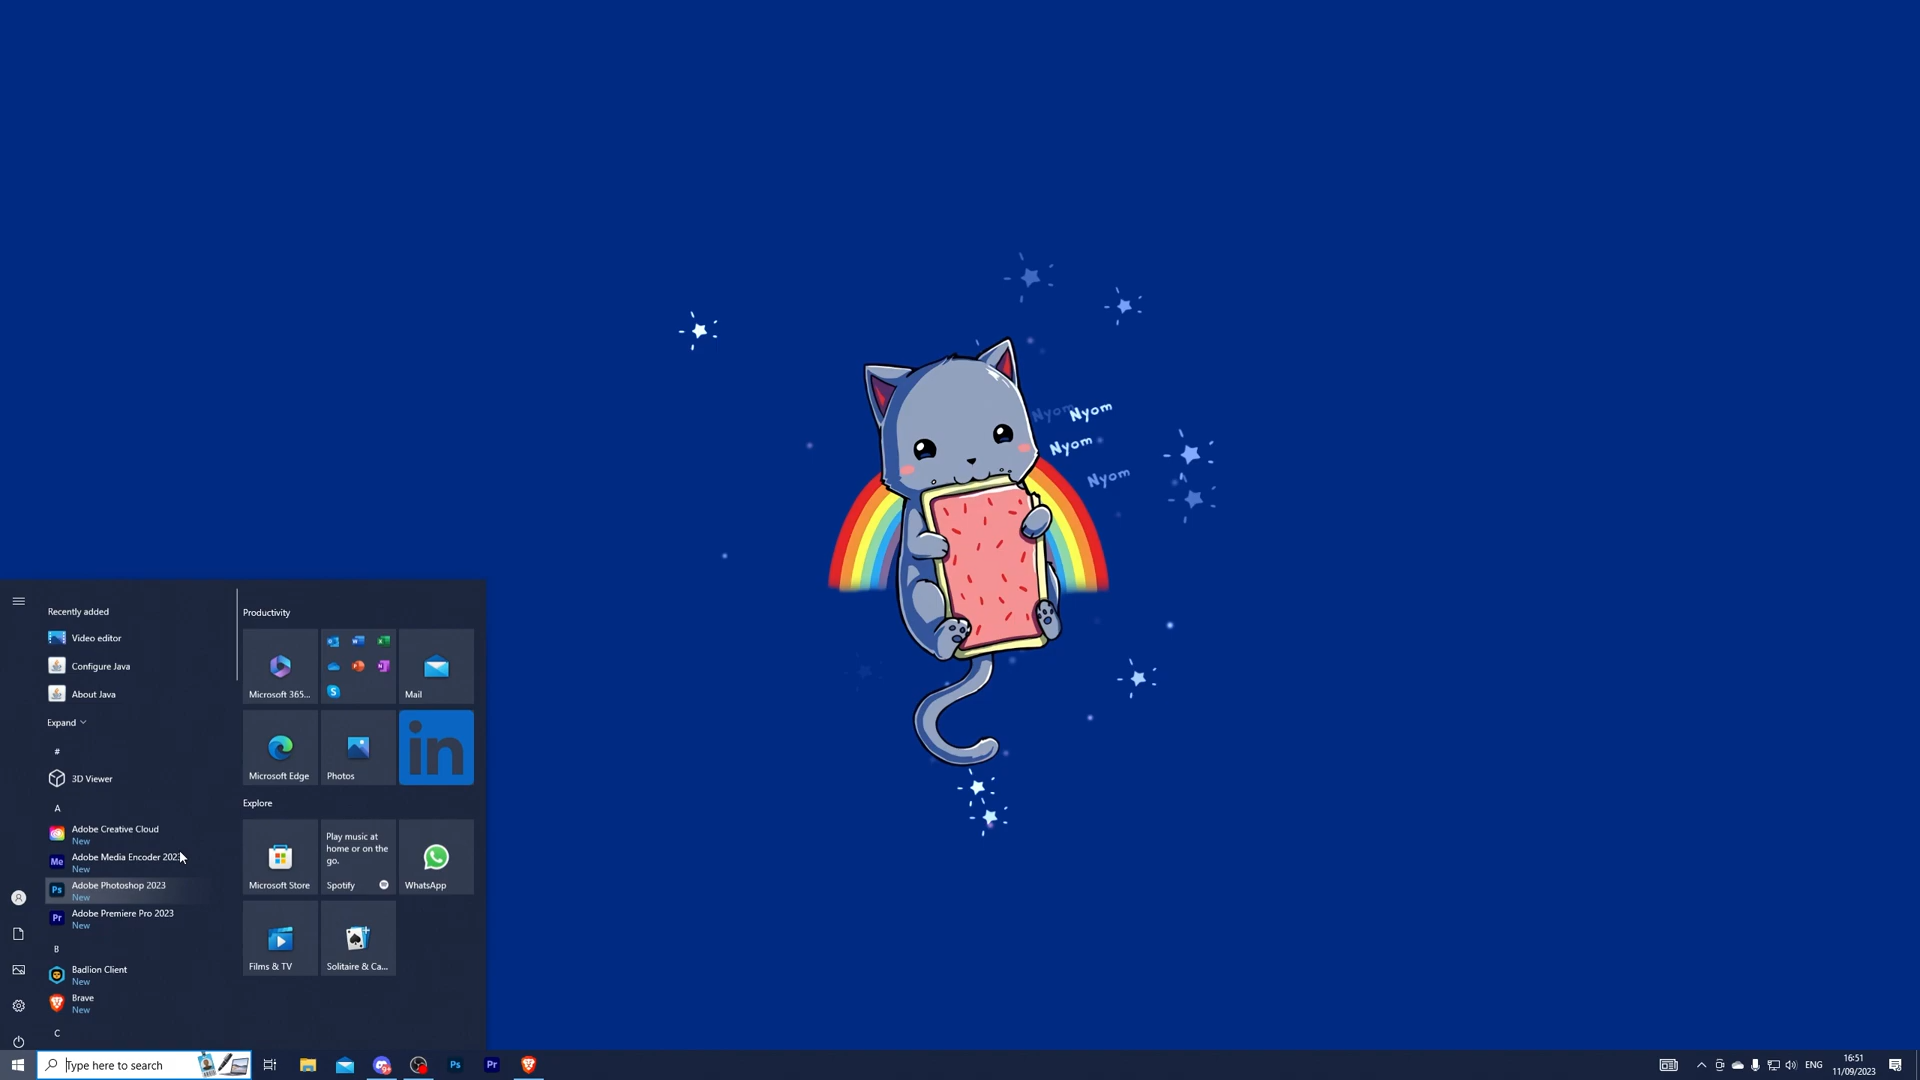 Nyom Nyom
Nyom
Nyom
Recently added
Video editor
Configure Java
About Java
Expand
#
3D Viewer
A
Adobe Creative Cloud
New
Adobe Media Encoder 2023
New
Adobe Photoshop 2023
New
Adobe Premiere Pro 2023
New
B
Badlion Client
New
Brave
New
C
Productivity
Microsoft 365...
Mail
Microsoft Edge
Photos
in
Explore
Microsoft Store
Play music at
home or on the
go.
Spotify
WhatsApp
Films & TV
Solitaire & Ca...
Type here to search
Ps
Pr
ENG
16:51
11/09/2023